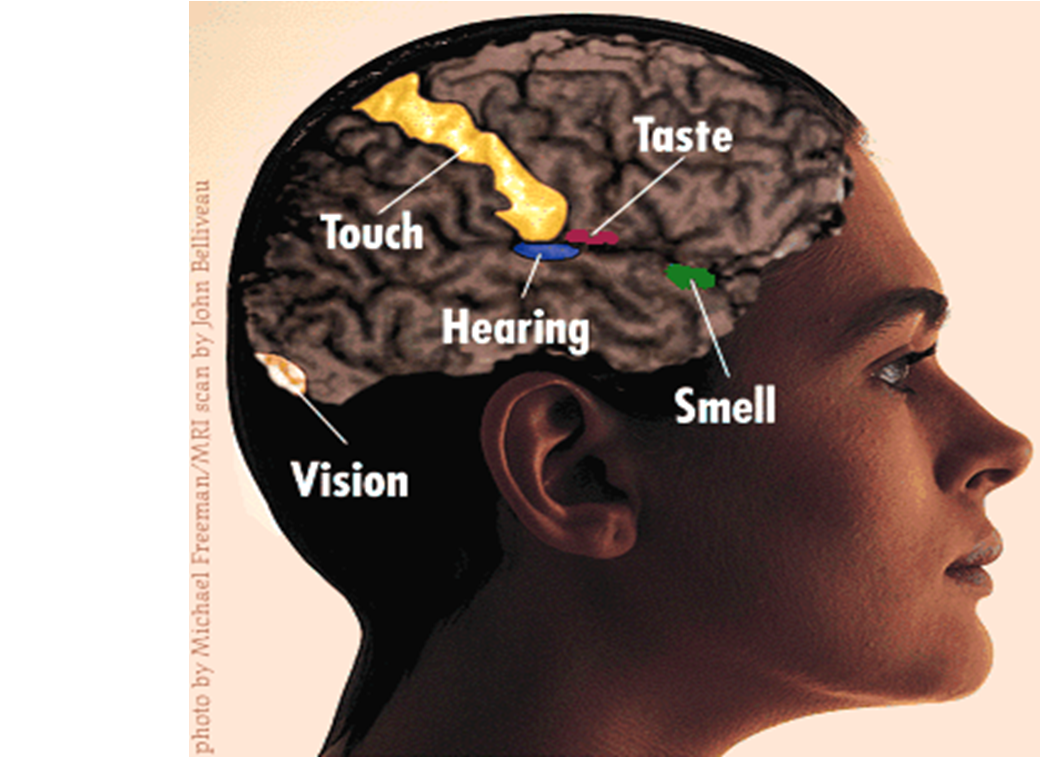 Taste
Touch
Hearing
Smell
Vision
photo by Michael Freeman/MRI scan by John Belliveau